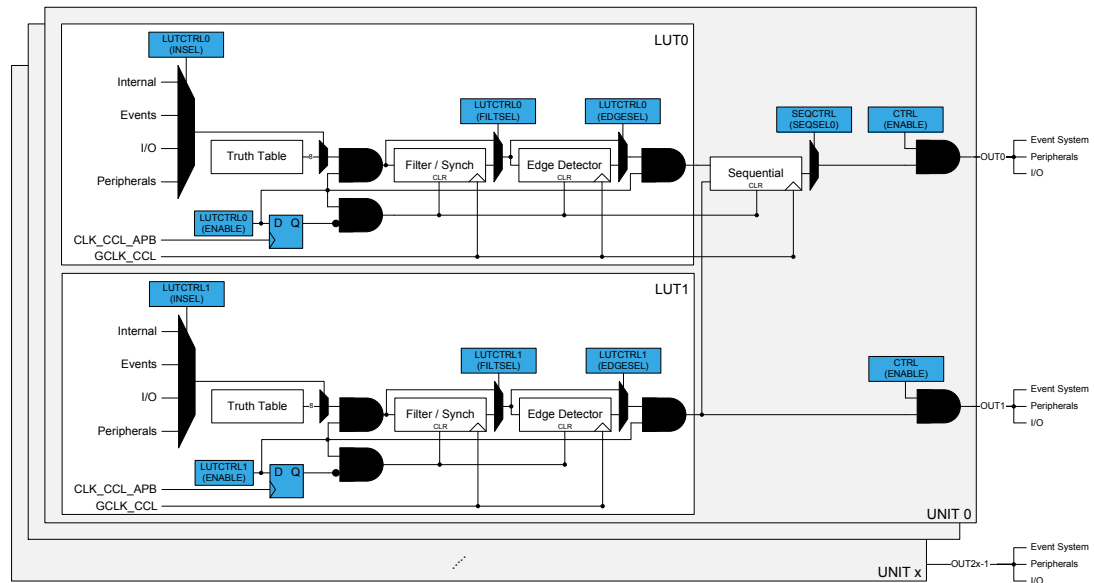 UNIT 0
LUT0
LUTCTRL0
(INSEL)
Internal
Events
I/O
Peripherals
Truth Table
8
LUTCTRL0
(FILTSEL)
Filter / Synch
CLR
LUTCTRL0
(EDGESEL)
Edge Detector
CLR
LUTCTRL0
(ENABLE)
D Q
CLK_CCL_APB
GCLK_CCL
SEQCTRL
(SEQSEL0)
Sequential
CLR
CTRL
(ENABLE)
OUT0
Event System
Peripherals
I/O
LUT1
LUTCTRL1
(INSEL)
Internal
Events
I/O
Peripherals
Truth Table
8
LUTCTRL1
(FILTSEL)
Filter / Synch
CLR
LUTCTRL1
(EDGESEL)
Edge Detector
CLR
LUTCTRL1
(ENABLE)
D Q
CLK_CCL_APB
GCLK_CCL
CTRL
(ENABLE)
OUT1
Event System
Peripherals
I/O
UNIT x
OUT2x-1
Event System
Peripherals
I/O